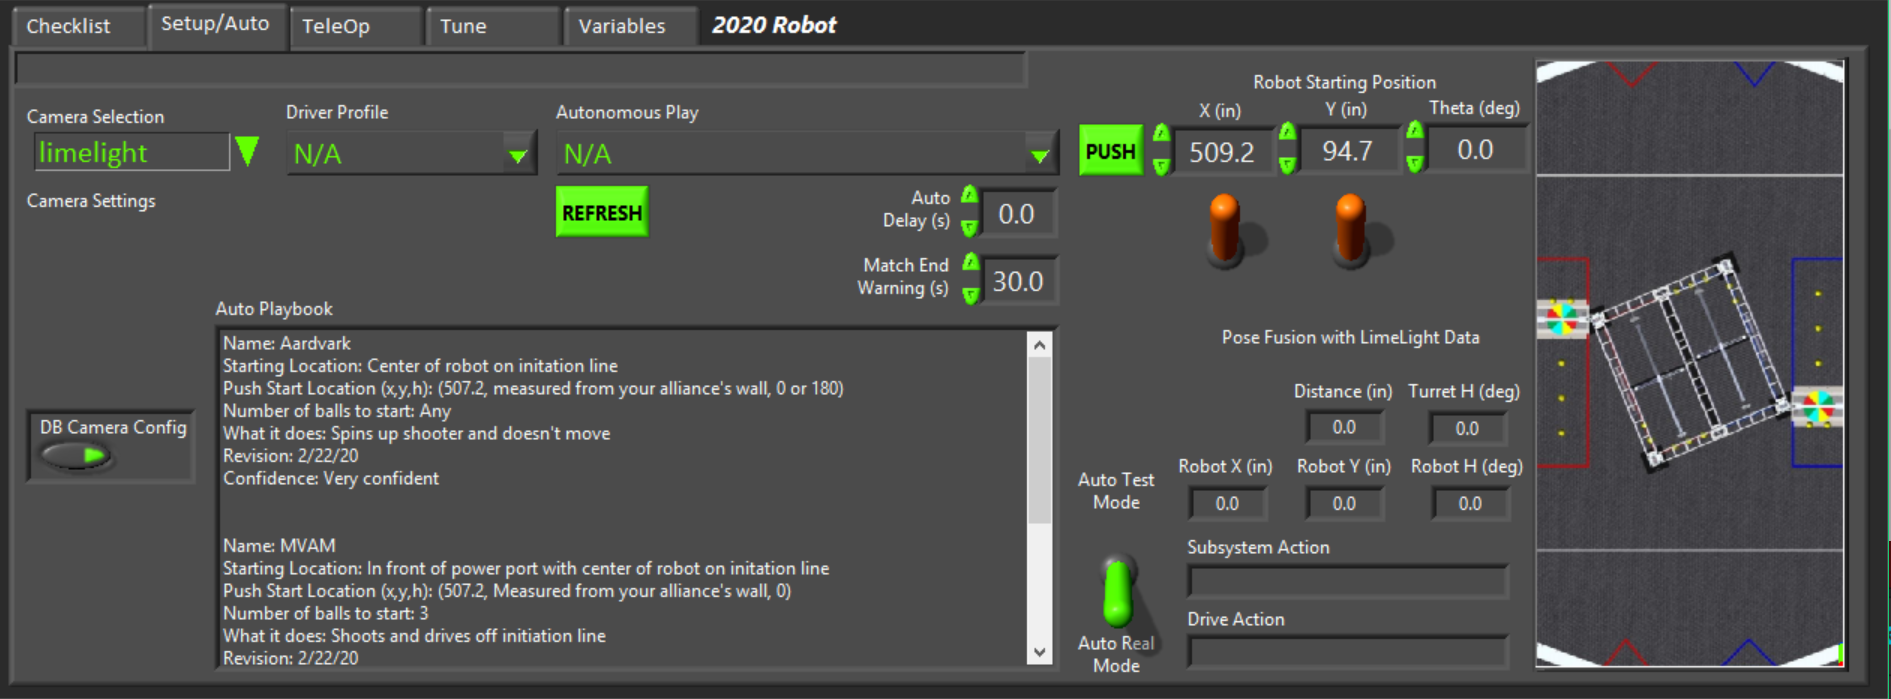 Checklist
Setup/Auto
TeleOp
Tune
Variables
2020 Robot
Camera Selection
limelight
Driver Profile
N/A
Autonomous Play
N/A
Camera Settings
REFRESH
Auto
Delay (s)
0.0
Match End
Warning (s)
30.0
Robot Starting Position
X (in)
Y (in)
Theta (deg)
PUSH
509.2
94.7
0.0
Auto Playbook
Name: Aardvark
Starting Location: Center of robot on initation line
Push Start Location (x,y,h): (507.2, measured from your alliance's wall, 0 or 180)
Number of balls to start: Any
What it does: Spins up shooter and doesn't move
Revision: 2/22/20
Confidence: Very confident
Name: MVAM
Starting Location: In front of power port with center of robot on initation line
Push Start Location (x,y,h): (507.2, Measured from your alliance's wall, 0)
Number of balls to start: 3
What it does: Shoots and drives off initiation line
Revision: 2/22/20
DB Camera Config
Pose Fusion with LimeLight Data
Distance (in)
Turret H (deg)
0.0
0.0
Robot X (in)
Robot Y (in)
Robot H (deg)
0.0
0.0
0.0
Auto Test
Mode
Auto Real
Mode
Subsystem Action
Drive Action